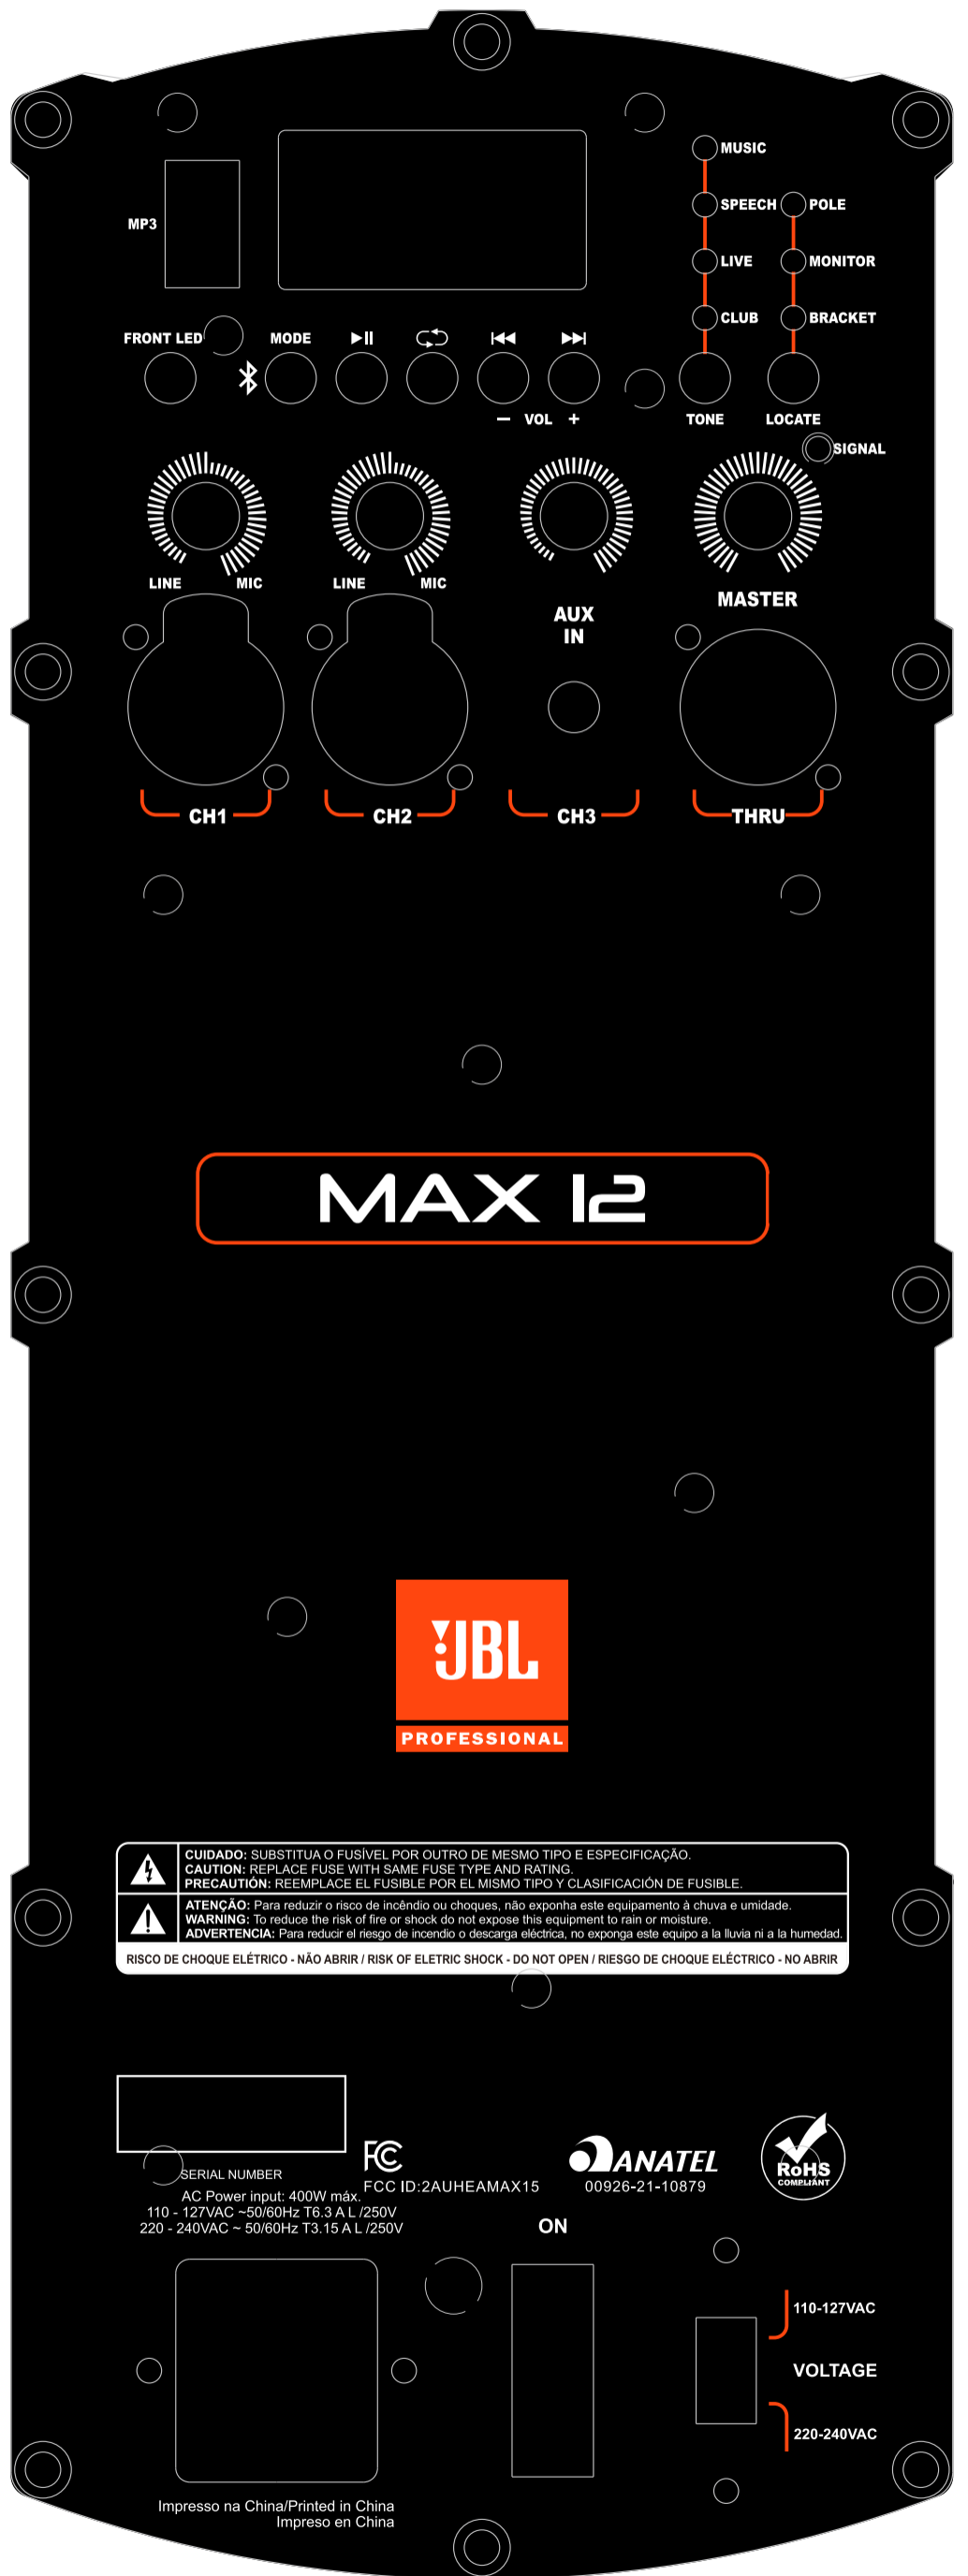 MUSIC
MP3
SPEECH POLE
LIVE MONITOR
CLUB BRACKET
FRONT LED MODE
− VOL + TONE LOCATE
SIGNAL
LINE MIC LINE MIC
MASTER
AUX
IN
CH1 CH2 CH3 THRU
MAX 12
JBL
PROFESSIONAL
CUIDADO: SUBSTITUA O FUSÍVEL POR OUTRO DE MESMO TIPO E ESPECIFICAÇÃO.
CAUTION: REPLACE FUSE WITH SAME FUSE TYPE AND RATING.
PRECAUTIÓN: REEMPLACE EL FUSIBLE POR EL MISMO TIPO Y CLASIFICACIÓN DE FUSIBLE.
ATENÇÃO: Para reduzir o risco de incêndio ou choques, não exponha este equipamento à chuva e umidade.
WARNING: To reduce the risk of fire or shock do not expose this equipment to rain or moisture.
ADVERTENCIA: Para reducir el riesgo de incendio o descarga eléctrica, no exponga este equipo a la lluvia ni a la humedad.
RISCO DE CHOQUE ELÉTRICO - NÃO ABRIR / RISK OF ELETRIC SHOCK - DO NOT OPEN / RIESGO DE CHOQUE ELÉCTRICO - NO ABRIR
SERIAL NUMBER
FC
FCC ID:2AUHEAMAX15
ANATEL
00926-21-10879
RoHS
COMPLIANT
AC Power input: 400W máx.
110 - 127VAC ~50/60Hz T6.3 A L /250V
220 - 240VAC ~ 50/60Hz T3.15 A L /250V
ON
110-127VAC
VOLTAGE
220-240VAC
Impresso na China/Printed in China
Impreso en China